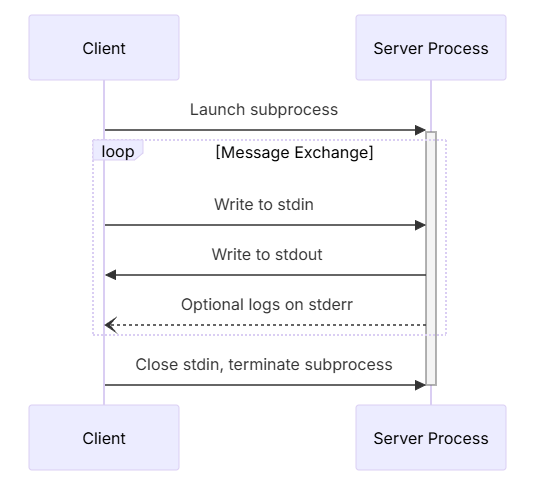 Client
Server Process
Launch subprocess
loop
[Message Exchange]
Write to stdin
Write to stdout
Optional logs on stderr
Close stdin, terminate subprocess
Client
Server Process